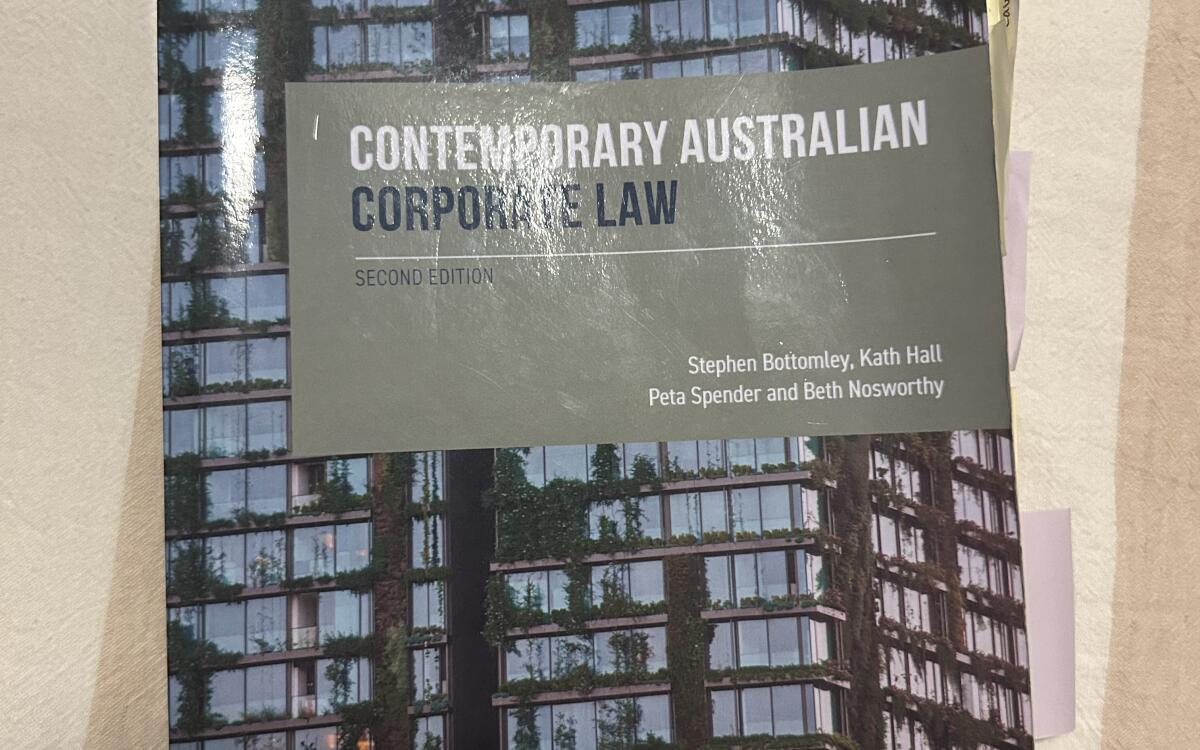 CONTEMPORARY AUSTRALIAN
CORPORATE LAW
SECOND EDITION
Stephen Bottomley, Kath Hall
Peta Spender and Beth Nosworthy